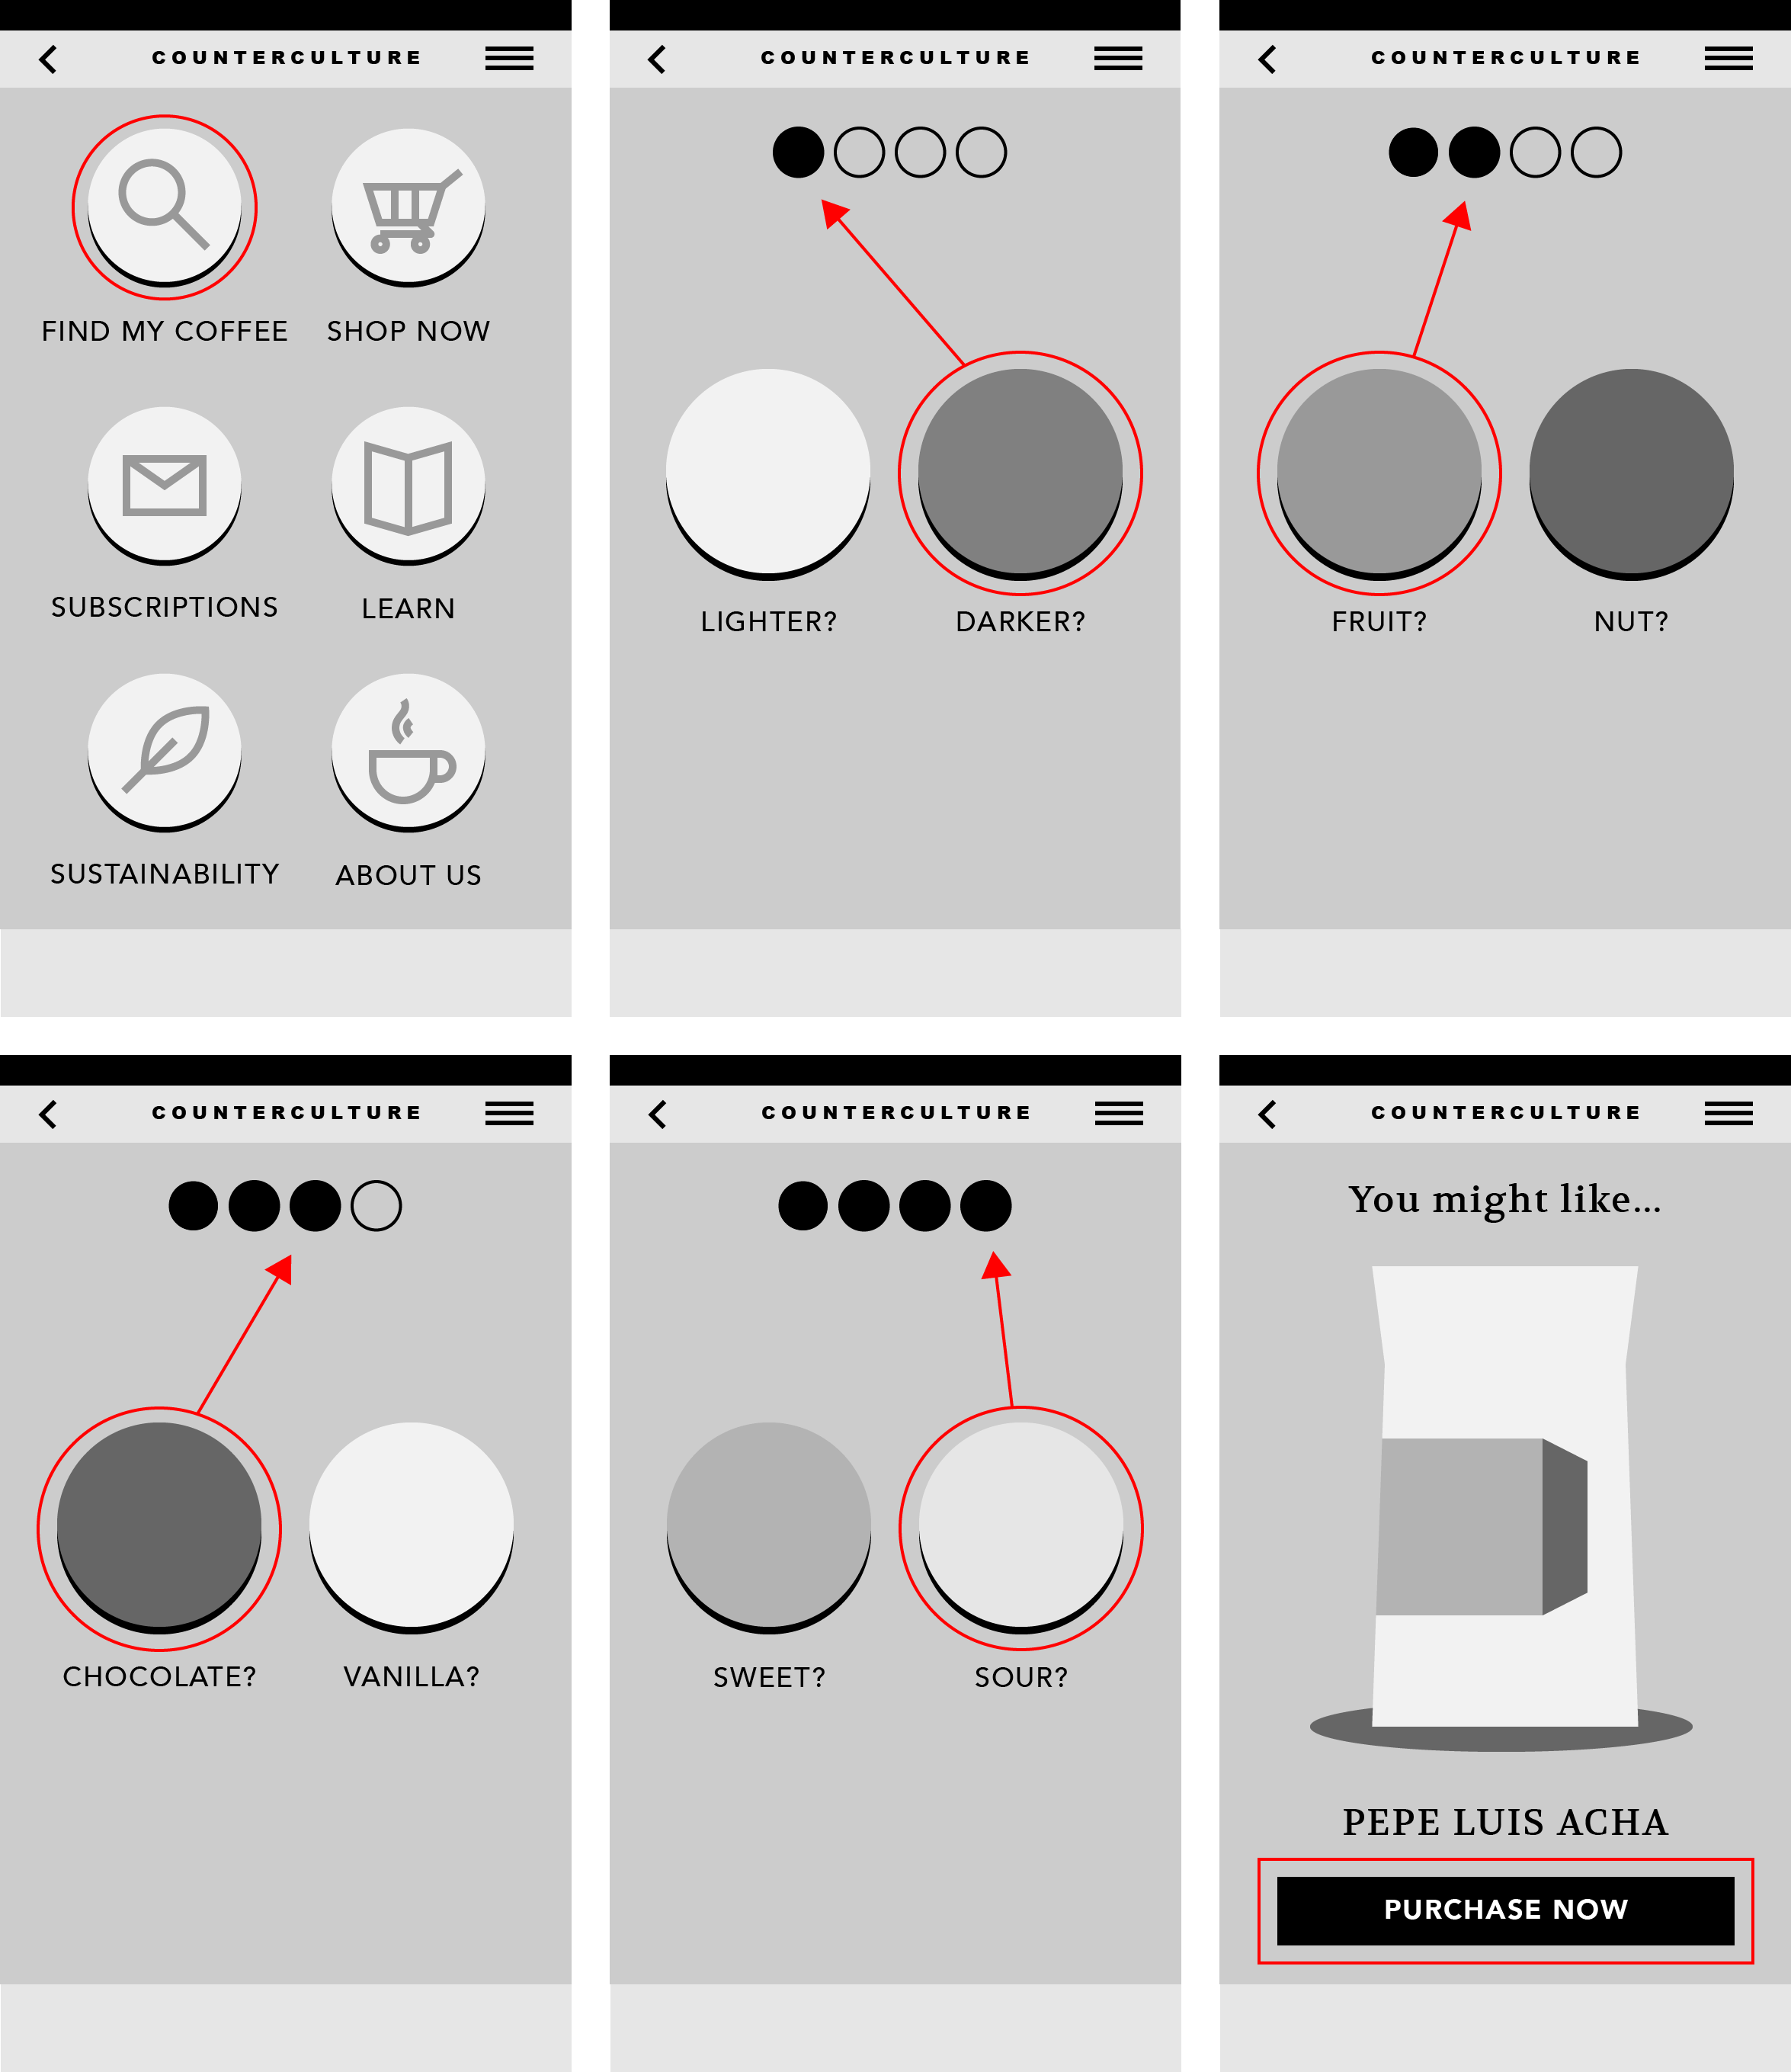 COUNTERCULTURE
FIND MY COFFEE
SHOP NOW
SUBSCRIPTIONS
LEARN
SUSTAINABILITY
ABOUT US
COUNTERCULTURE
LIGHTER?
DARKER?
COUNTERCULTURE
FRUIT?
NUT?
COUNTERCULTURE
CHOCOLATE?
VANILLA?
COUNTERCULTURE
SWEET?
SOUR?
COUNTERCULTURE
You might like...
PEPE LUIS ACHA
PURCHASE NOW